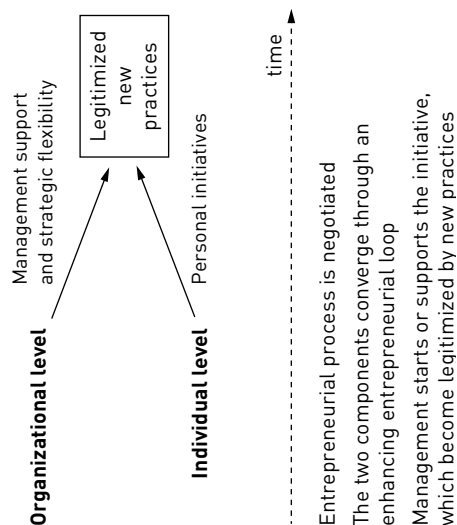 Organizational level
Management support
and strategic flexibility
Legitimized
new
practices
Individual level
Personal initiatives
time
Entrepreneurial process is negotiated
The two components converge through an
enhancing entrepreneurial loop
Management starts or supports the initiative,
which become legitimized by new practices